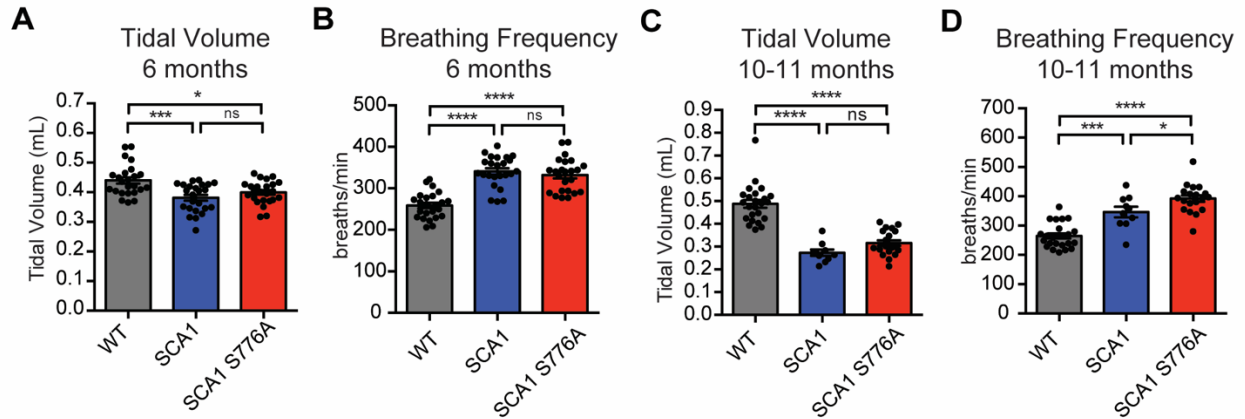 A
Tidal Volume
6 months
Tidal Volume (mL)
0.7
0.6
0.5
0.4
0.3
0.2
0.1
0.0
*
***
ns
WT
SCA1
SCA1 S776A
B
Breathing Frequency
6 months
breaths/min
500
400
300
200
100
0
****
****
ns
WT
SCA1
SCA1 S776A
C
Tidal Volume
10-11 months
Tidal Volume (mL)
0.9
0.8
0.7
0.6
0.5
0.4
0.3
0.2
0.1
0.0
****
****
ns
WT
SCA1
SCA1 S776A
D
Breathing Frequency
10-11 months
breaths/min
700
600
500
400
300
200
100
0
****
***
*
WT
SCA1
SCA1 S776A